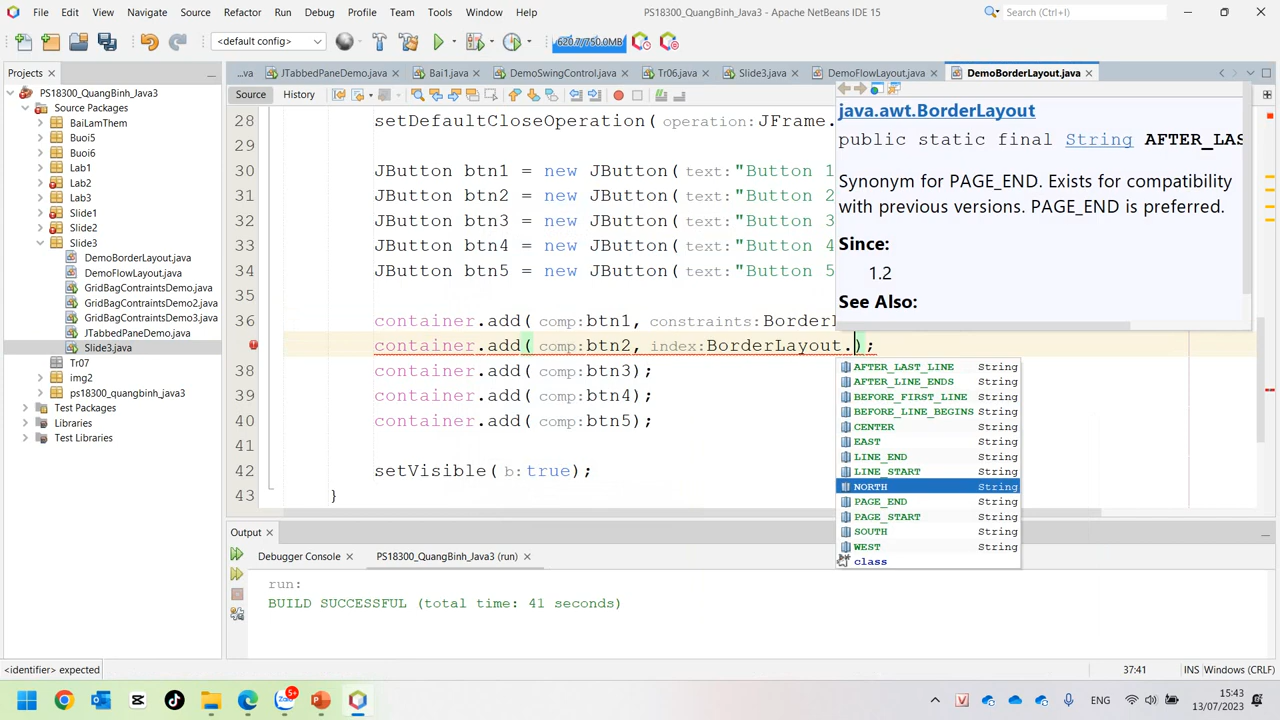 File Edit View Navigate Source Refactor Run Debug Profile Team Tools Window Help
PS18300_QuangBinh_Java3 - Apache NetBeans IDE 15
Search (Ctrl+I)
<default config>
620.7/750.0MB
Projects
...va JTabbedPaneDemo.java Bai1.java DemoSwingControl.java Tr06.java Slide3.java DemoFlowLayout.java DemoBorderLayout.java
Source History
PS18300_QuangBinh_Java3
Source Packages
BaiLamThem
Buoi5
Buoi6
Lab1
Lab2
Lab3
Slide1
Slide2
Slide3
DemoBorderLayout.java
DemoFlowLayout.java
GridBagContraintsDemo.java
GridBagContraintsDemo2.java
GridBagContraintsDemo3.java
JTabbedPaneDemo.java
Slide3.java
Tr07
img2
ps18300_quangbinh_java3
Test Packages
Libraries
Test Libraries
28 setDefaultCloseOperation( operation:JFrame.
29
30 JButton btn1 = new JButton( text:"Button 1
31 JButton btn2 = new JButton( text:"Button 2
32 JButton btn3 = new JButton( text:"Button 3
33 JButton btn4 = new JButton( text:"Button 4
34 JButton btn5 = new JButton( text:"Button 5
35
36 container.add( comp:btn1, constraints:BorderL
container.add( comp:btn2, index:BorderLayout.);
38 container.add( comp:btn3);
39 container.add( comp:btn4);
40 container.add( comp:btn5);
41
42 setVisible( b:true);
43 }
java.awt.BorderLayout
public static final String AFTER_LAS
Synonym for PAGE_END. Exists for compatibility
with previous versions. PAGE_END is preferred.
Since:
1.2
See Also:
AFTER_LAST_LINE String
AFTER_LINE_ENDS String
BEFORE_FIRST_LINE String
BEFORE_LINE_BEGINS String
CENTER String
EAST String
LINE_END String
LINE_START String
NORTH String
PAGE_END String
PAGE_START String
SOUTH String
WEST String
class
Output
Debugger Console PS18300_QuangBinh_Java3 (run)
run:
BUILD SUCCESSFUL (total time: 41 seconds)
<identifier> expected
37:41 INS Windows (CRLF)
5+
Zalo
ENG
15:43
13/07/2023